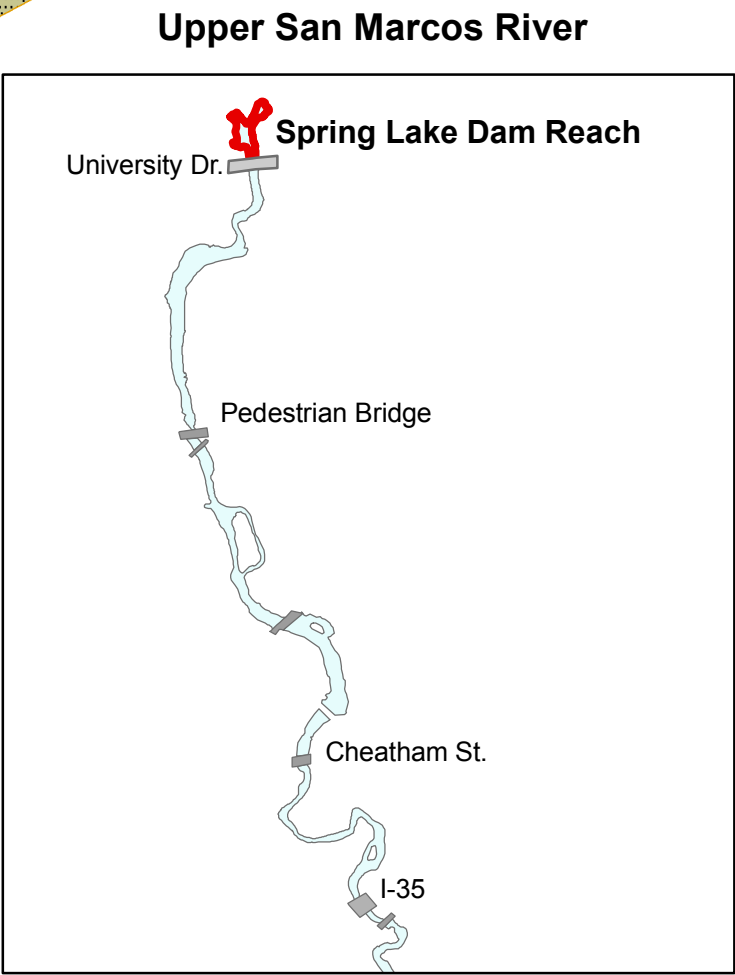 Upper San Marcos River
Spring Lake Dam Reach
University Dr.
Pedestrian Bridge
Cheatham St.
I-35